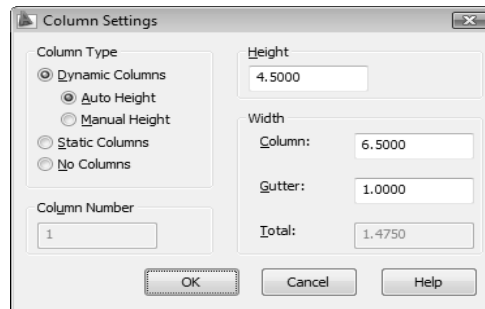 Column Settings
Column Type
Dynamic Columns
Auto Height
Manual Height
Static Columns
No Columns
Column Number
1
Height
4.5000
Width
Column: 6.5000
Gutter: 1.0000
Total: 1.4750
OK Cancel Help